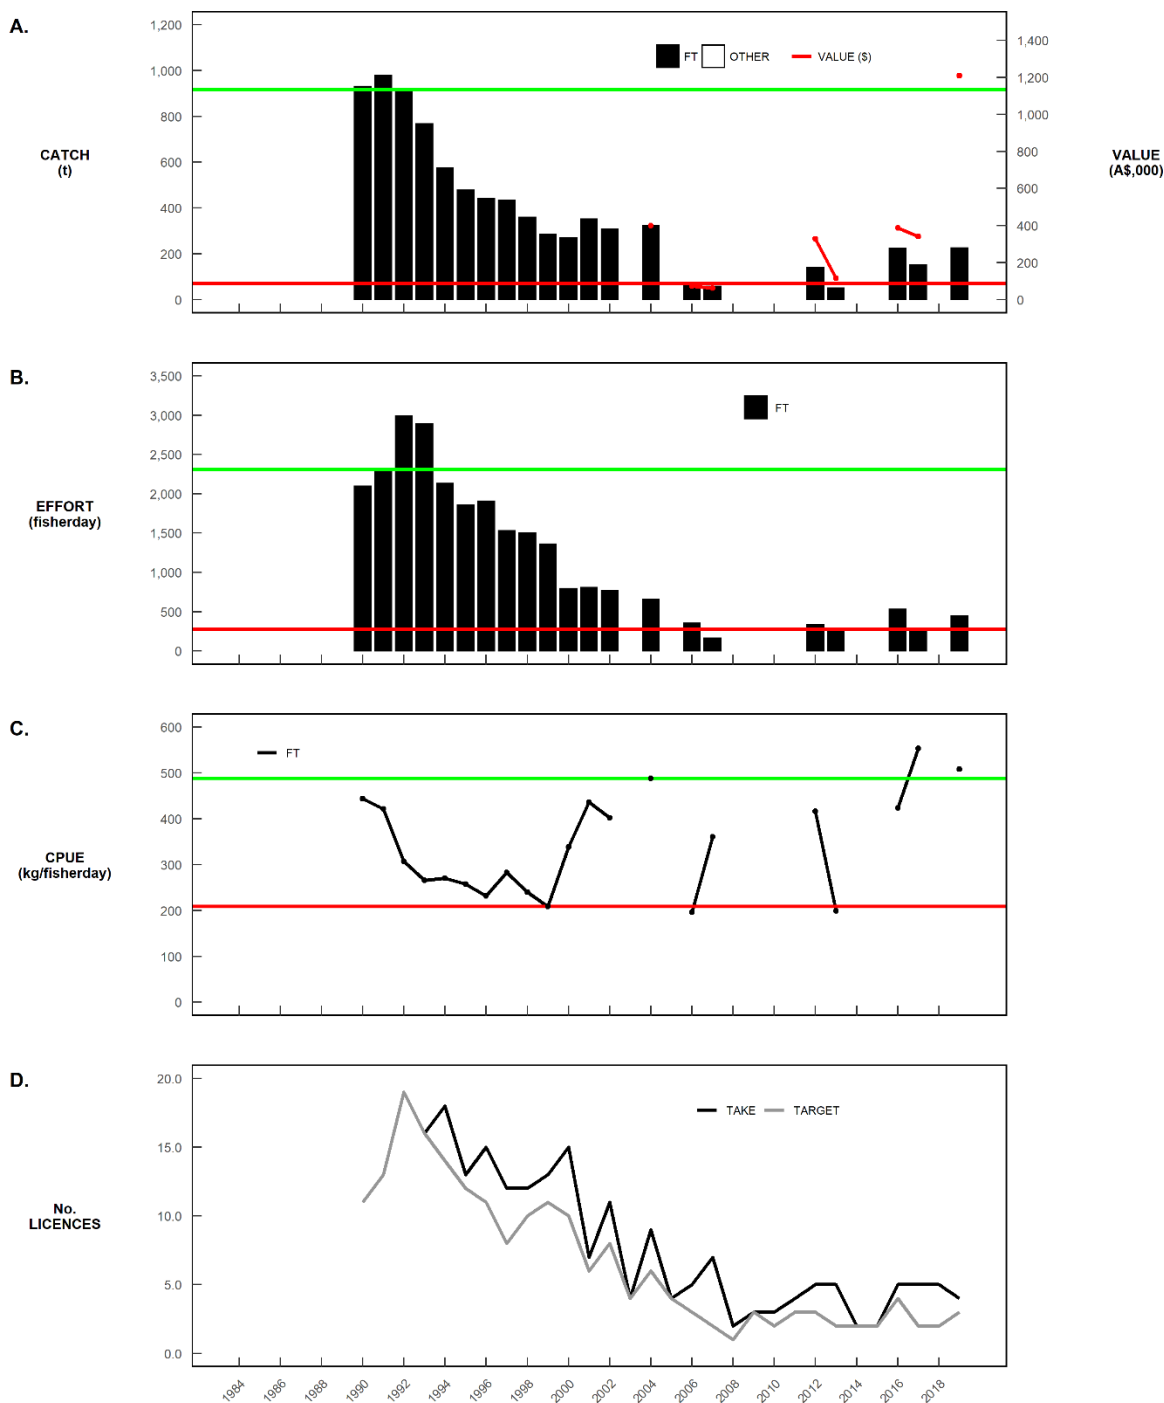 A.
1,200
1,000
800
600
400
200
0
CATCH
(t)
FT OTHER VALUE ($)
1,400
1,200
1,000
800
600
400
200
0
VALUE
(A$,000)
B.
3,500
3,000
2,500
2,000
1,500
1,000
500
0
EFFORT
(fisherday)
FT
C.
600
500
400
300
200
100
0
CPUE
(kg/fisherday)
FT
D.
20.0
15.0
10.0
5.0
0.0
No.
LICENCES
TAKE TARGET
1984 1986 1988 1990 1992 1994 1996 1998 2000 2002 2004 2006 2008 2010 2012 2014 2016 2018